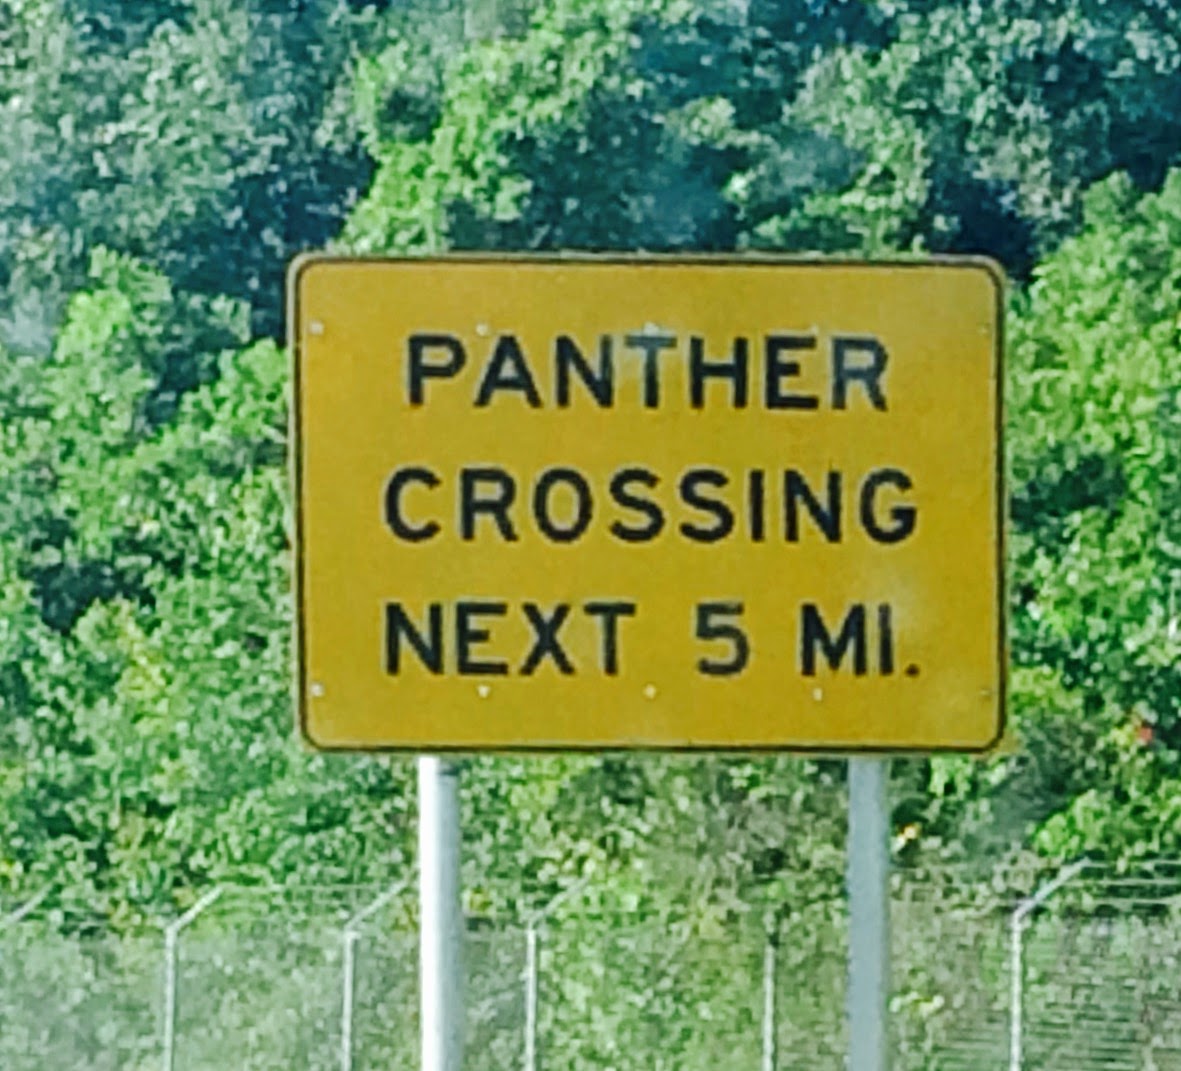 PANTHER
CROSSING
NEXT 5 MI.